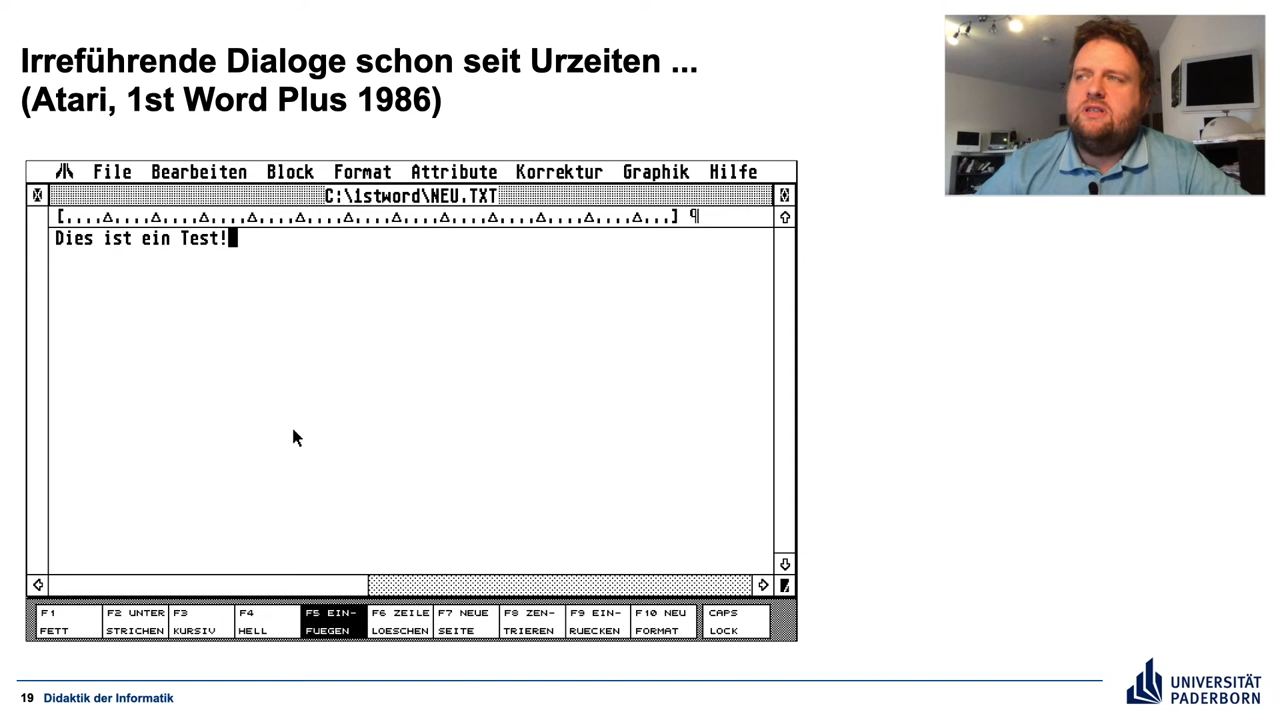 Irreführende Dialoge schon seit Urzeiten ...
(Atari, 1st Word Plus 1986)
File Bearbeiten Block Format Attribute Korrektur Graphik Hilfe
C:\1stword\NEU.TXT
[....△....△....△....△....△....△....△....△....△....△....△....△...] ¶
Dies ist ein Test!
F1 F2 UNTER F3 F4 F5 EIN- F6 ZEILE F7 NEUE F8 ZEN- F9 EIN- F10 NEU CAPS
FETT STRICHEN KURSIV HELL FUEGEN LOESCHEN SEITE TRIEREN RUECKEN FORMAT LOCK
19 Didaktik der Informatik
UNIVERSITÄT
PADERBORN